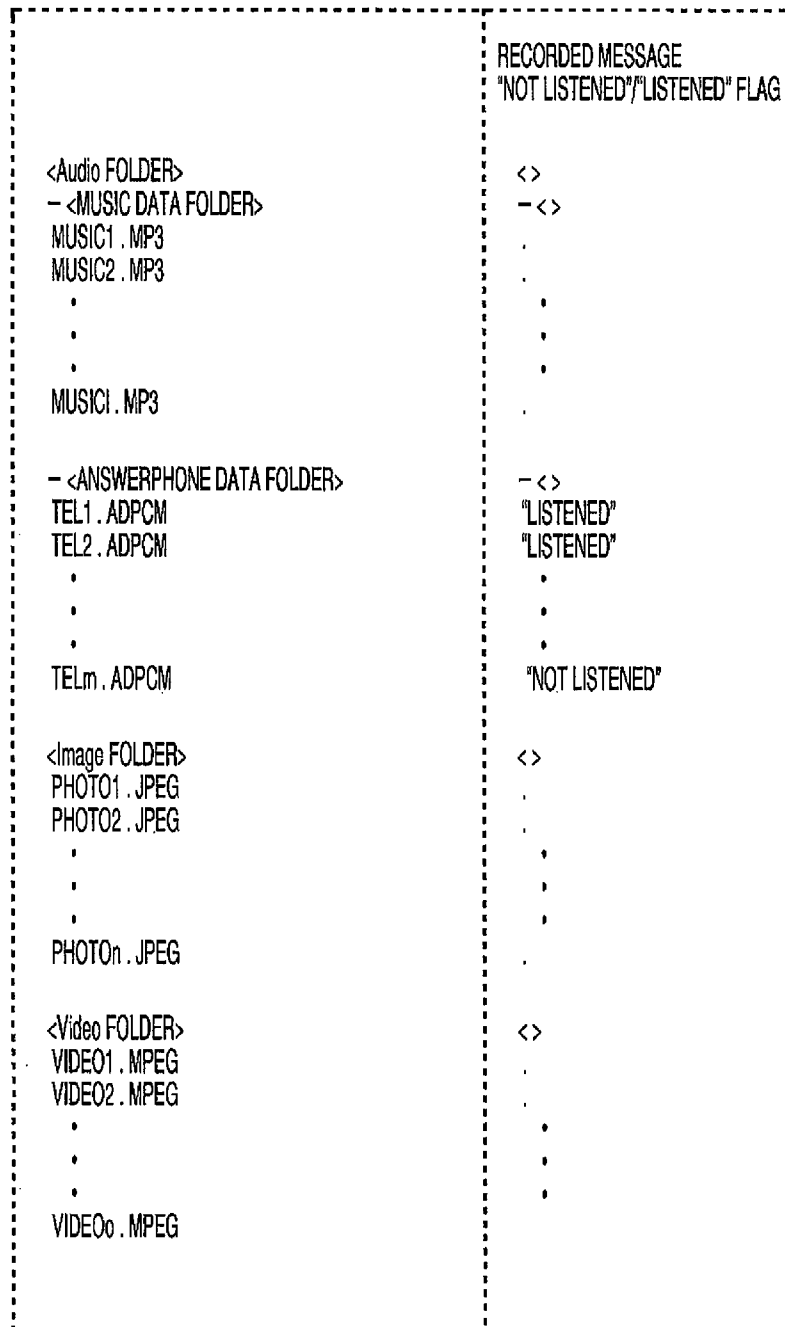 RECORDED MESSAGE
"NOT LISTENED"/"LISTENED" FLAG
<Audio FOLDER> <>
– <MUSIC DATA FOLDER> – <>
MUSIC1 . MP3 .
MUSIC2 . MP3 .
• •
• •
• •
MUSICl . MP3 .
– <ANSWERPHONE DATA FOLDER> – <>
TEL1 . ADPCM "LISTENED"
TEL2 . ADPCM "LISTENED"
• •
• •
• •
TELm . ADPCM "NOT LISTENED"
<Image FOLDER> <>
PHOTO1 . JPEG .
PHOTO2 . JPEG .
• •
• •
• •
PHOTOn . JPEG .
<Video FOLDER> <>
VIDEO1 . MPEG .
VIDEO2 . MPEG .
• •
• •
• •
VIDEOo . MPEG